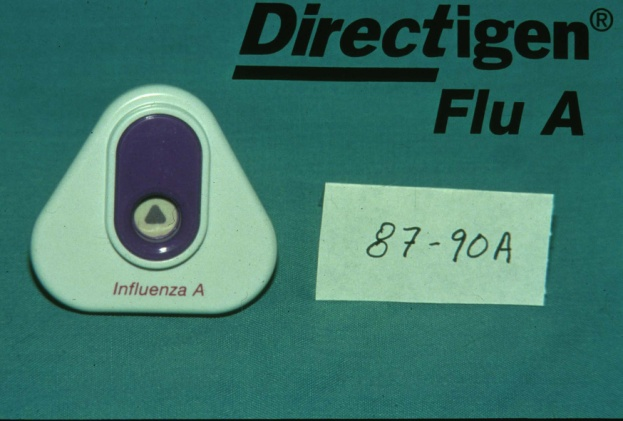 Directigen®
Flu A
87-90A
Influenza A